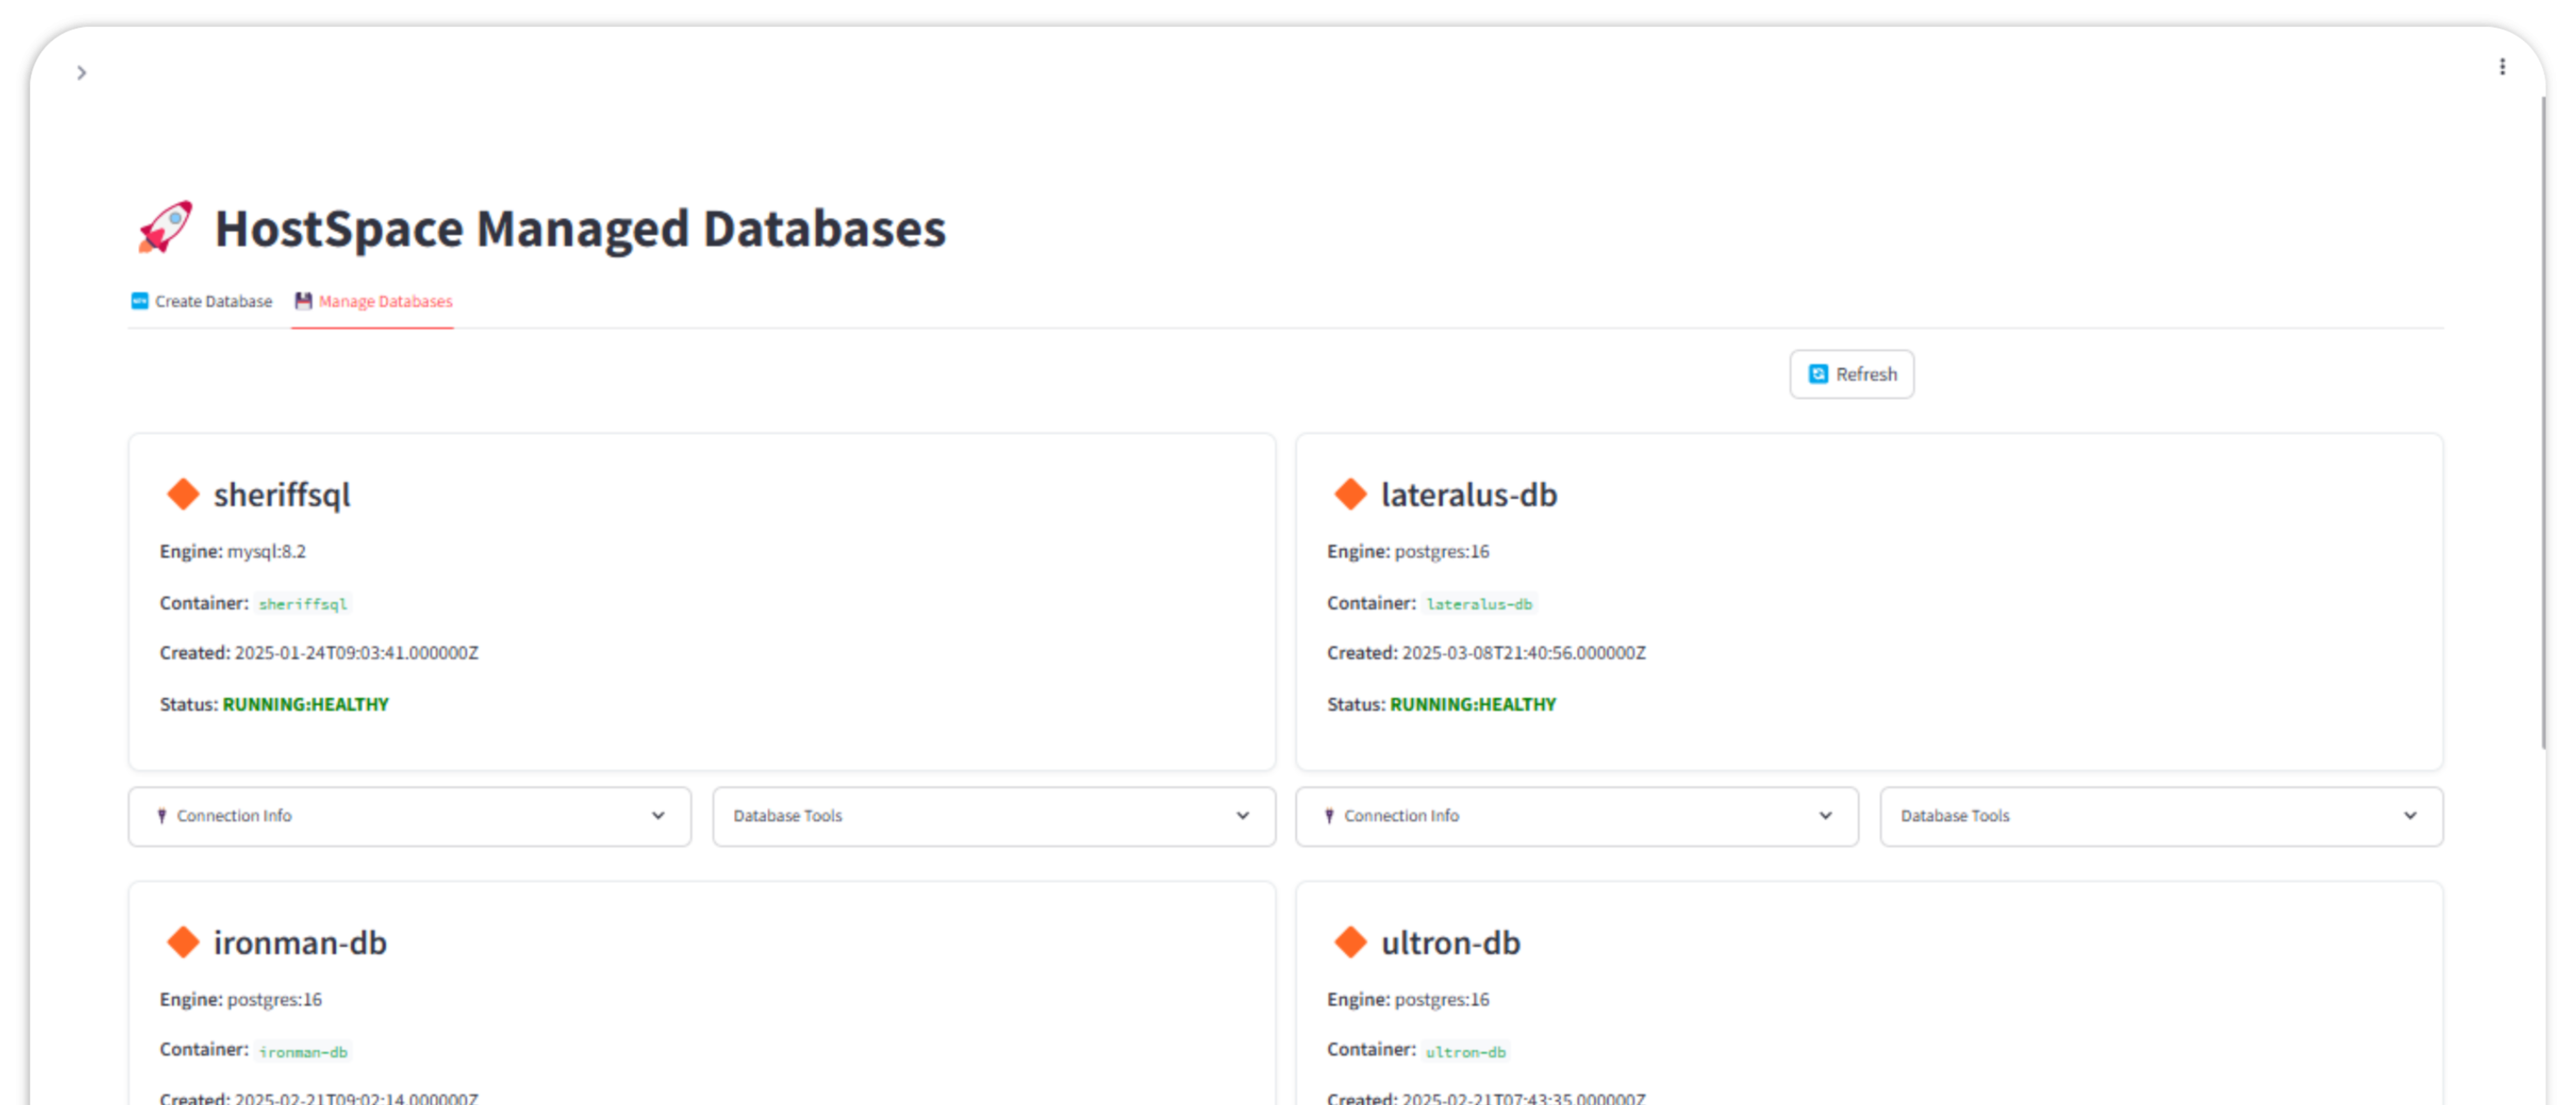 HostSpace Managed Databases
Create Database
Manage Databases
Refresh
sheriffsql
Engine: mysql:8.2
Container: sheriffsql
Created: 2025-01-24T09:03:41.000000Z
Status: RUNNING:HEALTHY
lateralus-db
Engine: postgres:16
Container: lateralus-db
Created: 2025-03-08T21:40:56.000000Z
Status: RUNNING:HEALTHY
Connection Info
Database Tools
Connection Info
Database Tools
ironman-db
Engine: postgres:16
Container: ironman-db
Created: 2025-02-21T09:02:14.000000Z
ultron-db
Engine: postgres:16
Container: ultron-db
Created: 2025-02-21T07:43:35.000000Z